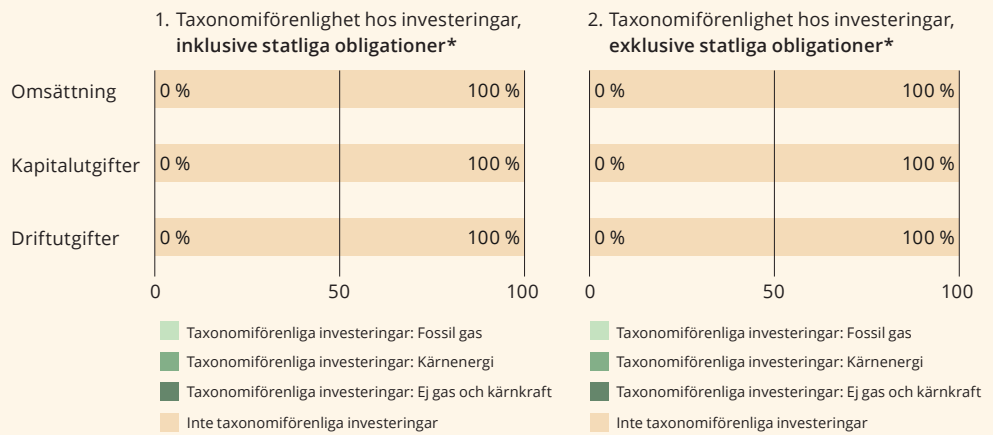 1. Taxonomiförenlighet hos investeringar,
inklusive statliga obligationer*
Omsättning 0 % 100 %
Kapitalutgifter 0 % 100 %
Driftutgifter 0 % 100 %
0 50 100
Taxonomiförenliga investeringar: Fossil gas
Taxonomiförenliga investeringar: Kärnenergi
Taxonomiförenliga investeringar: Ej gas och kärnkraft
Inte taxonomiförenliga investeringar
2. Taxonomiförenlighet hos investeringar,
exklusive statliga obligationer*
0 % 100 %
0 % 100 %
0 % 100 %
0 50 100
Taxonomiförenliga investeringar: Fossil gas
Taxonomiförenliga investeringar: Kärnenergi
Taxonomiförenliga investeringar: Ej gas och kärnkraft
Inte taxonomiförenliga investeringar